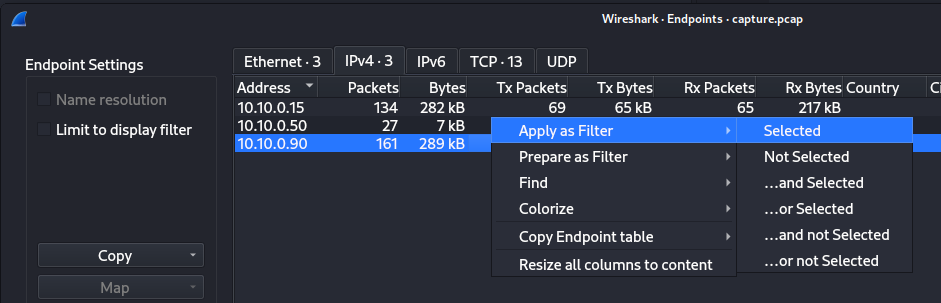 Wireshark · Endpoints · capture.pcap
Endpoint Settings
Name resolution
Limit to display filter
Copy
Map
Ethernet · 3 IPv4 · 3 IPv6 TCP · 13 UDP
Address Packets Bytes Tx Packets Tx Bytes Rx Packets Rx Bytes Country Ci
10.10.0.15 134 282 kB 69 65 kB 65 217 kB
10.10.0.50 27 7 kB
10.10.0.90 161 289 kB
Apply as Filter
Prepare as Filter
Find
Colorize
Copy Endpoint table
Resize all columns to content
Selected
Not Selected
...and Selected
...or Selected
...and not Selected
...or not Selected